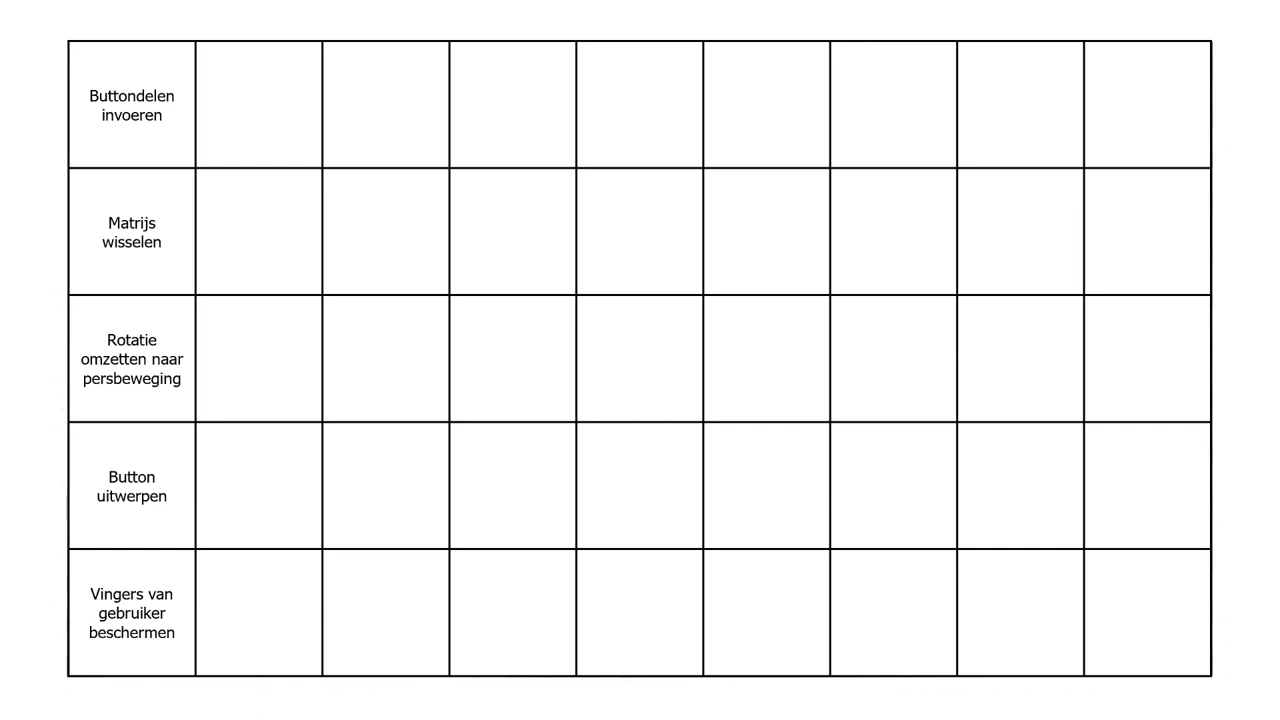 Buttondelen
invoeren
Matrijs
wisselen
Rotatie
omzetten naar
persbeweging
Button
uitwerpen
Vingers van
gebruiker
beschermen